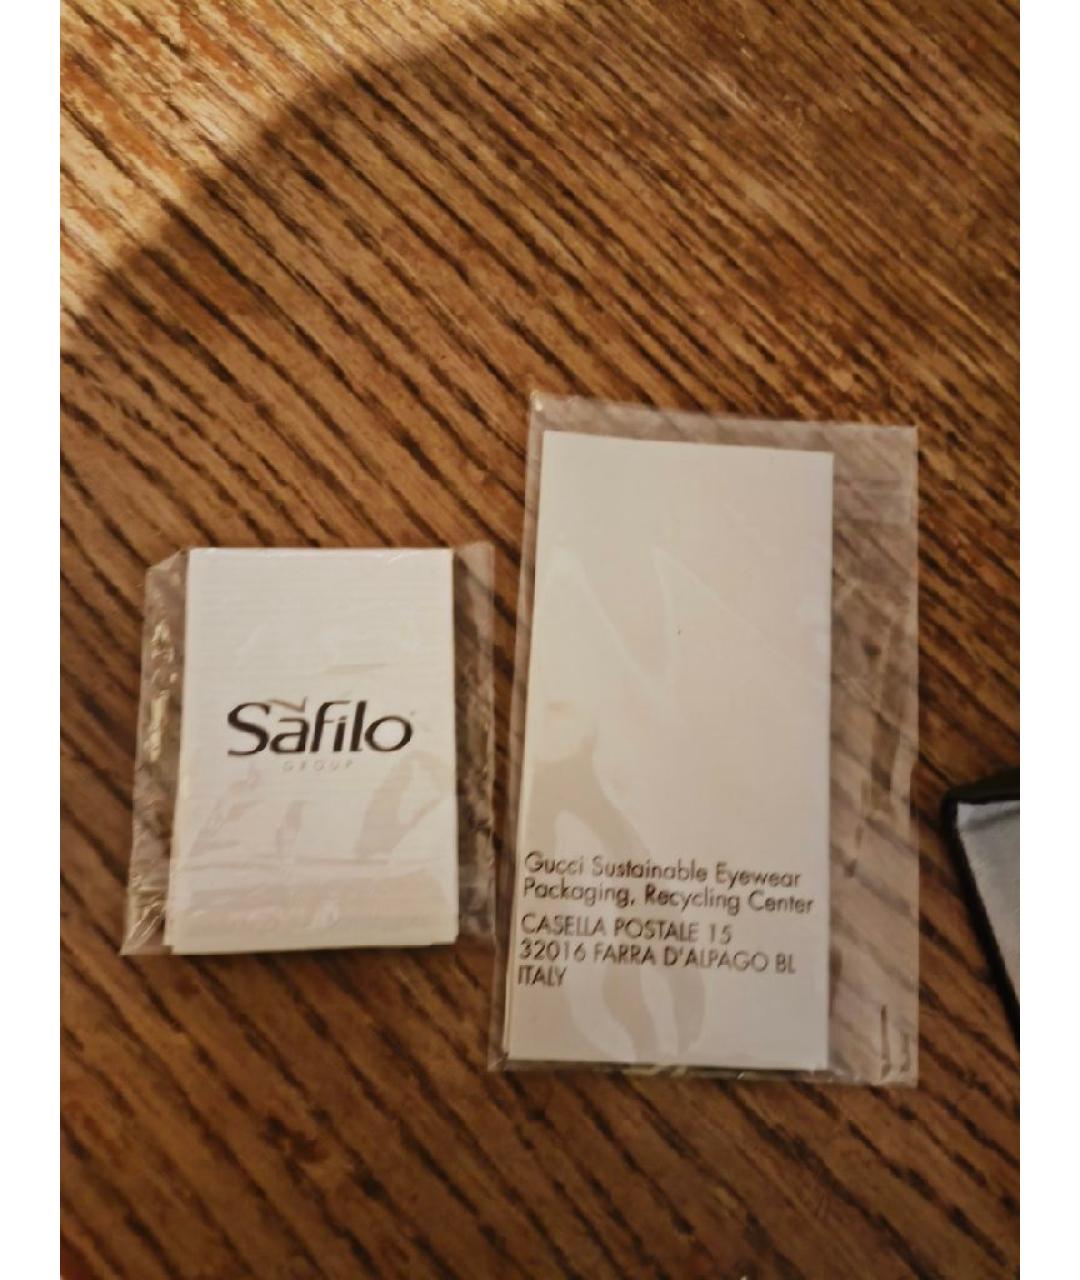 Safilo
GROUP
Gucci Sustainable Eyewear
Packaging, Recycling Center
CASELLA POSTALE 15
32016 FARRA D'ALPAGO BL
ITALY